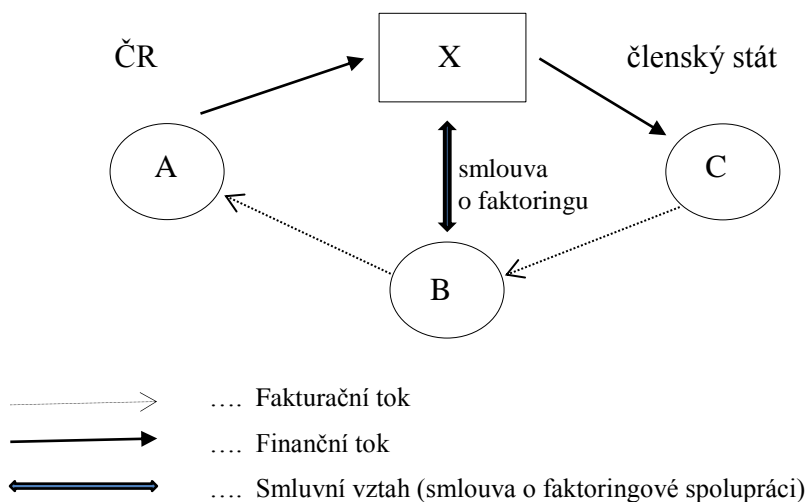 ČR
X
členský stát
A
C
smlouva
o faktoringu
B
…. Fakturační tok
…. Finanční tok
…. Smluvní vztah (smlouva o faktoringové spolupráci)